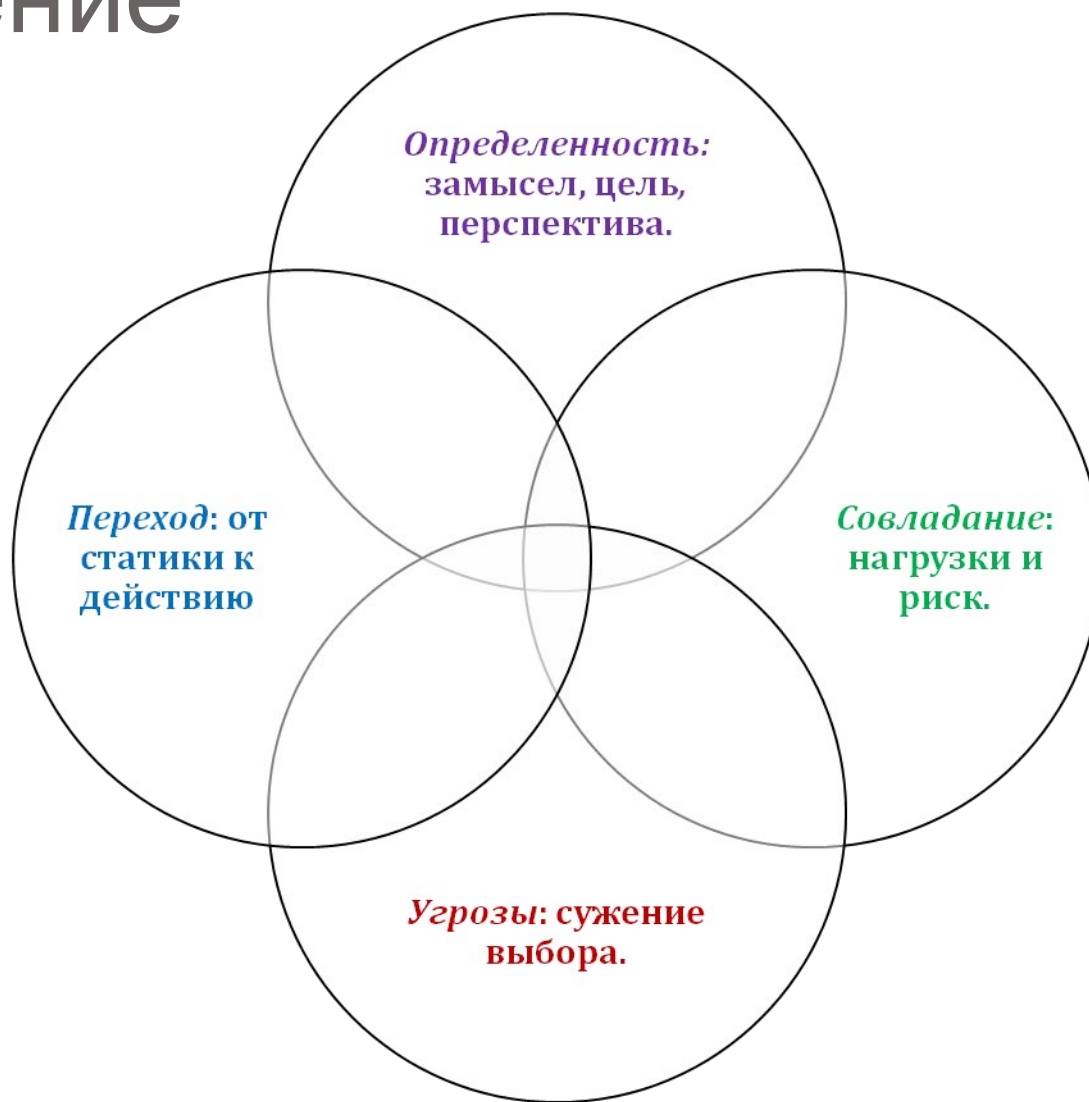 ение
Определенность:
замысел, цель,
перспектива.
Переход: от
статики к
действию
Совладание:
нагрузки и
риск.
Угрозы: сужение
выбора.